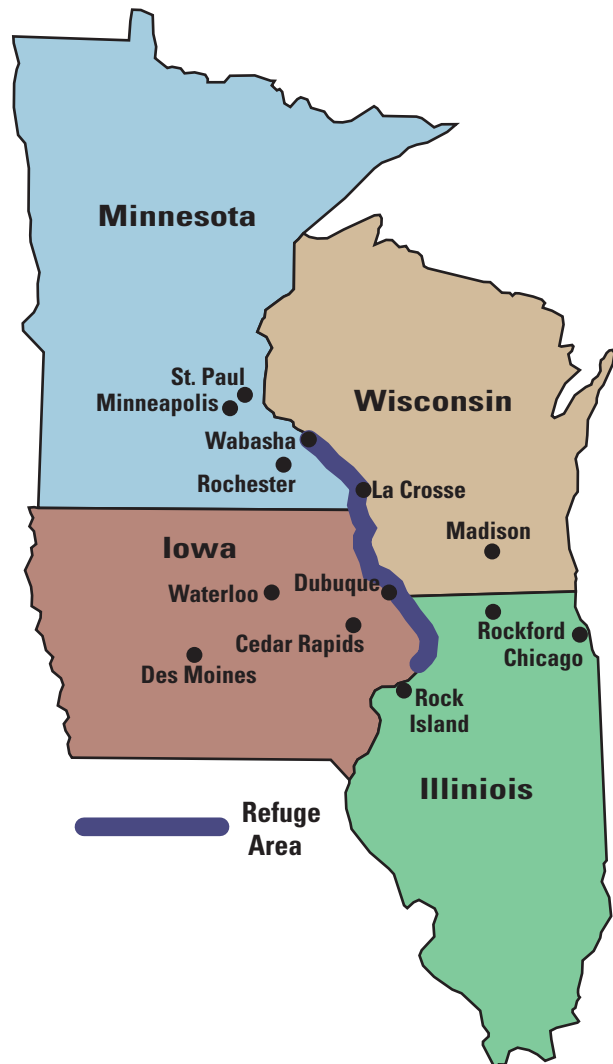 Minnesota
St. Paul
Minneapolis
Wisconsin
Wabasha
Rochester
La Crosse
Iowa
Madison
Waterloo
Dubuque
Cedar Rapids
Rockford
Chicago
Des Moines
Rock
Island
Illiniois
Refuge
Area